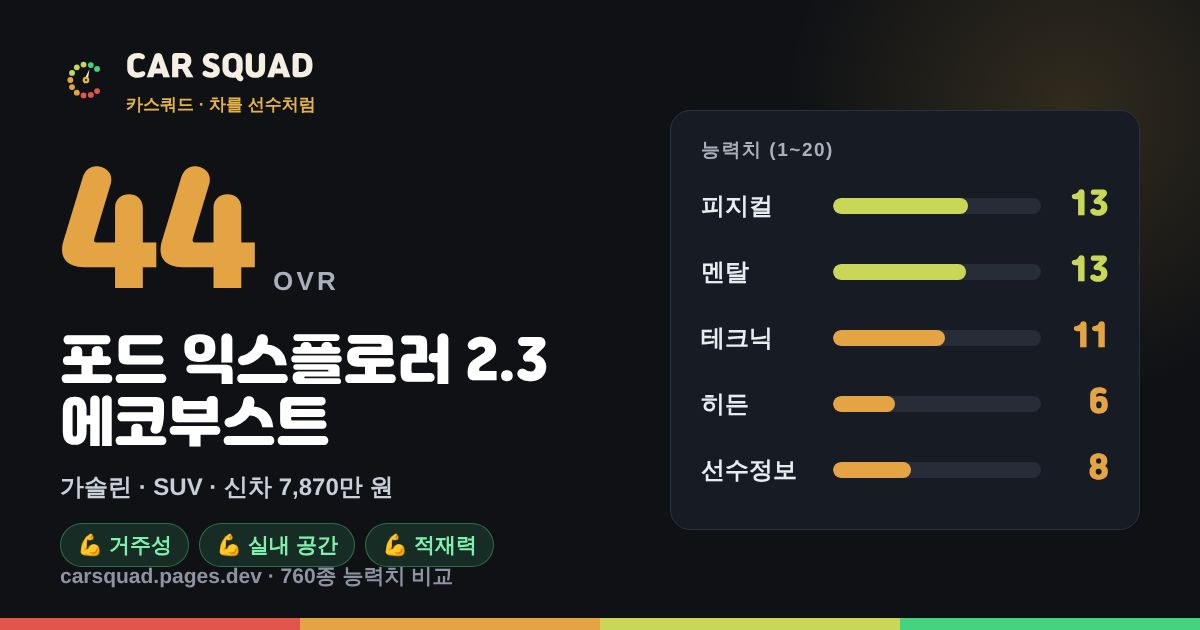 CAR SQUAD
카스쿼드 · 차를 선수처럼
44 OVR
포드 익스플로러 2.3
에코부스트
가솔린 · SUV · 신차 7,870만 원
💪 거주성 💪 실내 공간 💪 적재력
carsquad.pages.dev · 760종 능력치 비교
능력치 (1~20)
피지컬 13
멘탈 13
테크닉 11
히든 6
선수정보 8